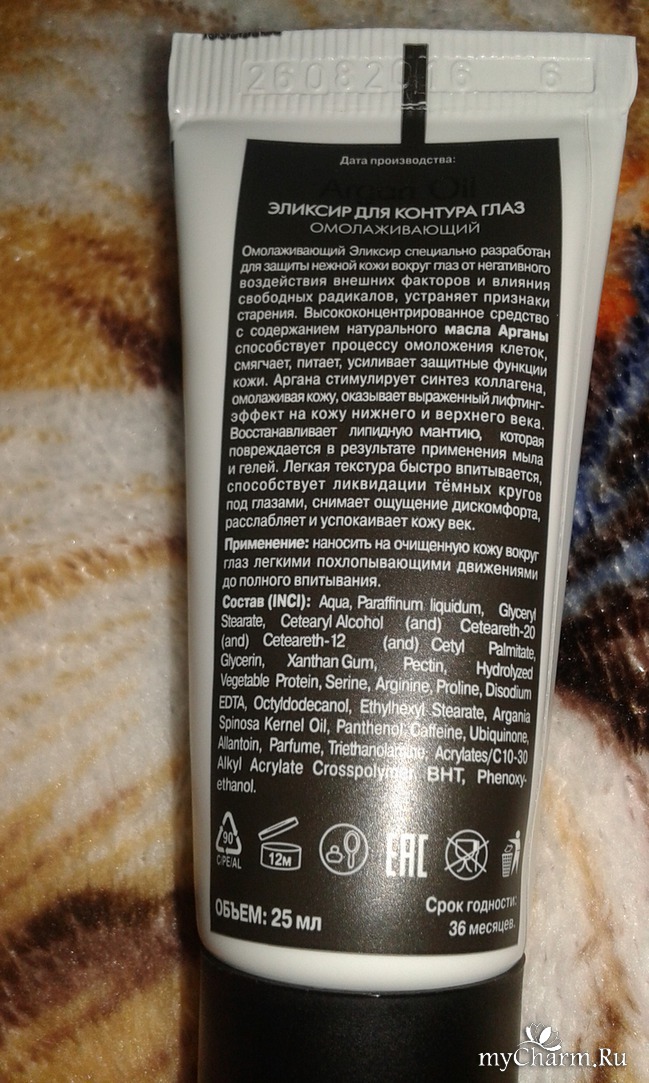 26082016 6
Дата производства:
Argan Oil
ЭЛИКСИР ДЛЯ КОНТУРА ГЛАЗ
ОМОЛАЖИВАЮЩИЙ
Омолаживающий Эликсир специально разработан
для защиты нежной кожи вокруг глаз от негативного
воздействия внешних факторов и влияния
свободных радикалов, устраняет признаки
старения. Высококонцентрированное средство
с содержанием натурального масла Арганы
способствует процессу омоложения клеток,
смягчает, питает, усиливает защитные функции
кожи. Аргана стимулирует синтез коллагена,
омолаживая кожу, оказывает выраженный лифтинг-
эффект на кожу нижнего и верхнего века.
Восстанавливает липидную мантию, которая
повреждается в результате применения мыла
и гелей. Легкая текстура быстро впитывается,
способствует ликвидации тёмных кругов
под глазами, снимает ощущение дискомфорта,
расслабляет и успокаивает кожу век.
Применение: наносить на очищенную кожу вокруг
глаз легкими похлопывающими движениями
до полного впитывания.
Состав (INCI): Aqua, Paraffinum liquidum, Glyceryl
Stearate, Cetearyl Alcohol (and) Ceteareth-20
(and) Ceteareth-12 (and) Cetyl Palmitate,
Glycerin, Xanthan Gum, Pectin, Hydrolyzed
Vegetable Protein, Serine, Arginine, Proline, Disodium
EDTA, Octyldodecanol, Ethylhexyl Stearate, Argania
Spinosa Kernel Oil, Panthenol, Caffeine, Ubiquinone,
Allantoin, Parfume, Triethanolamine, Acrylates/C10-30
Alkyl Acrylate Crosspolymer, BHT, Phenoxy-
ethanol.
90
C/PE/AL
12м
EAC
ОБЪЕМ: 25 мл
Срок годности:
36 месяцев.
myCharm.Ru